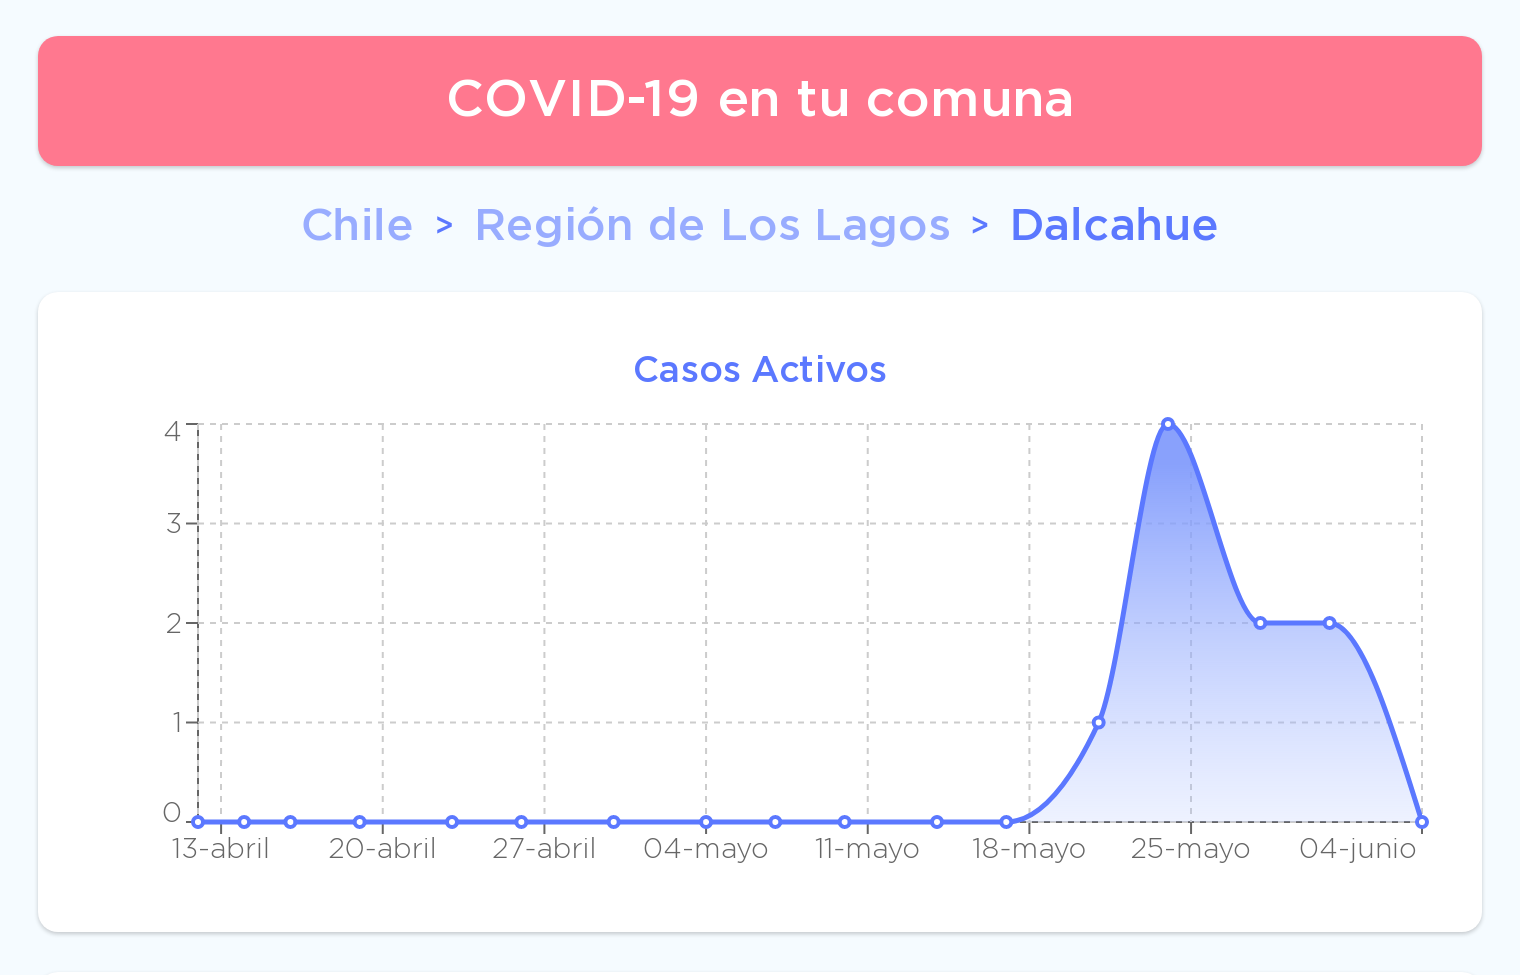 COVID-19 en tu comuna
Chile > Región de Los Lagos > Dalcahue
Casos Activos
4
3
2
1
0
13-abril 20-abril 27-abril 04-mayo 11-mayo 18-mayo 25-mayo 04-junio